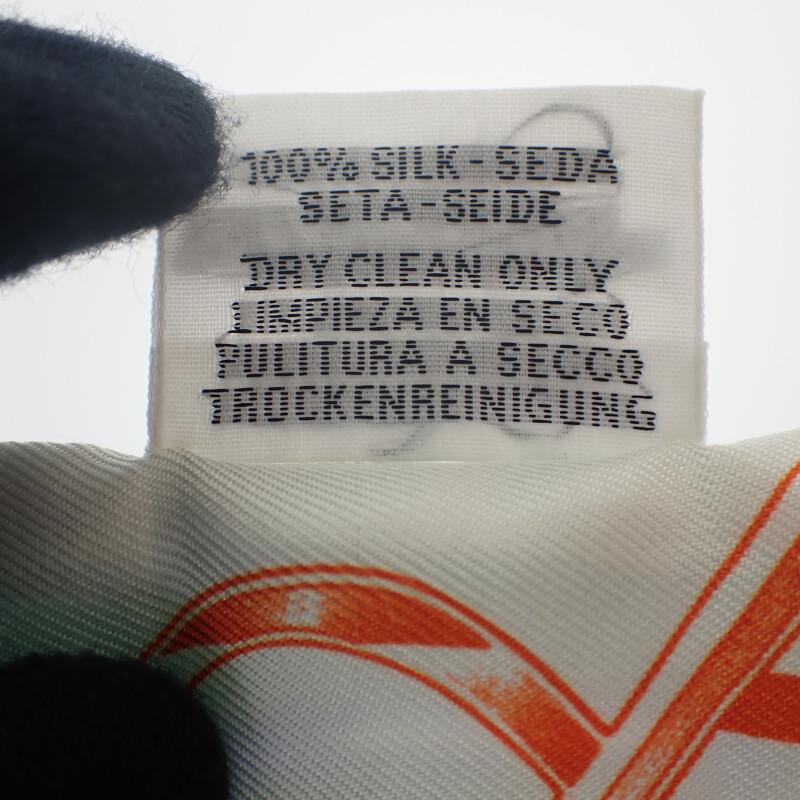 100% SILK-SEDA
SETA-SEIDE
DRY CLEAN ONLY
LIMPIEZA EN SECO
PULITURA A SECCO
TROCKENREINIGUNG